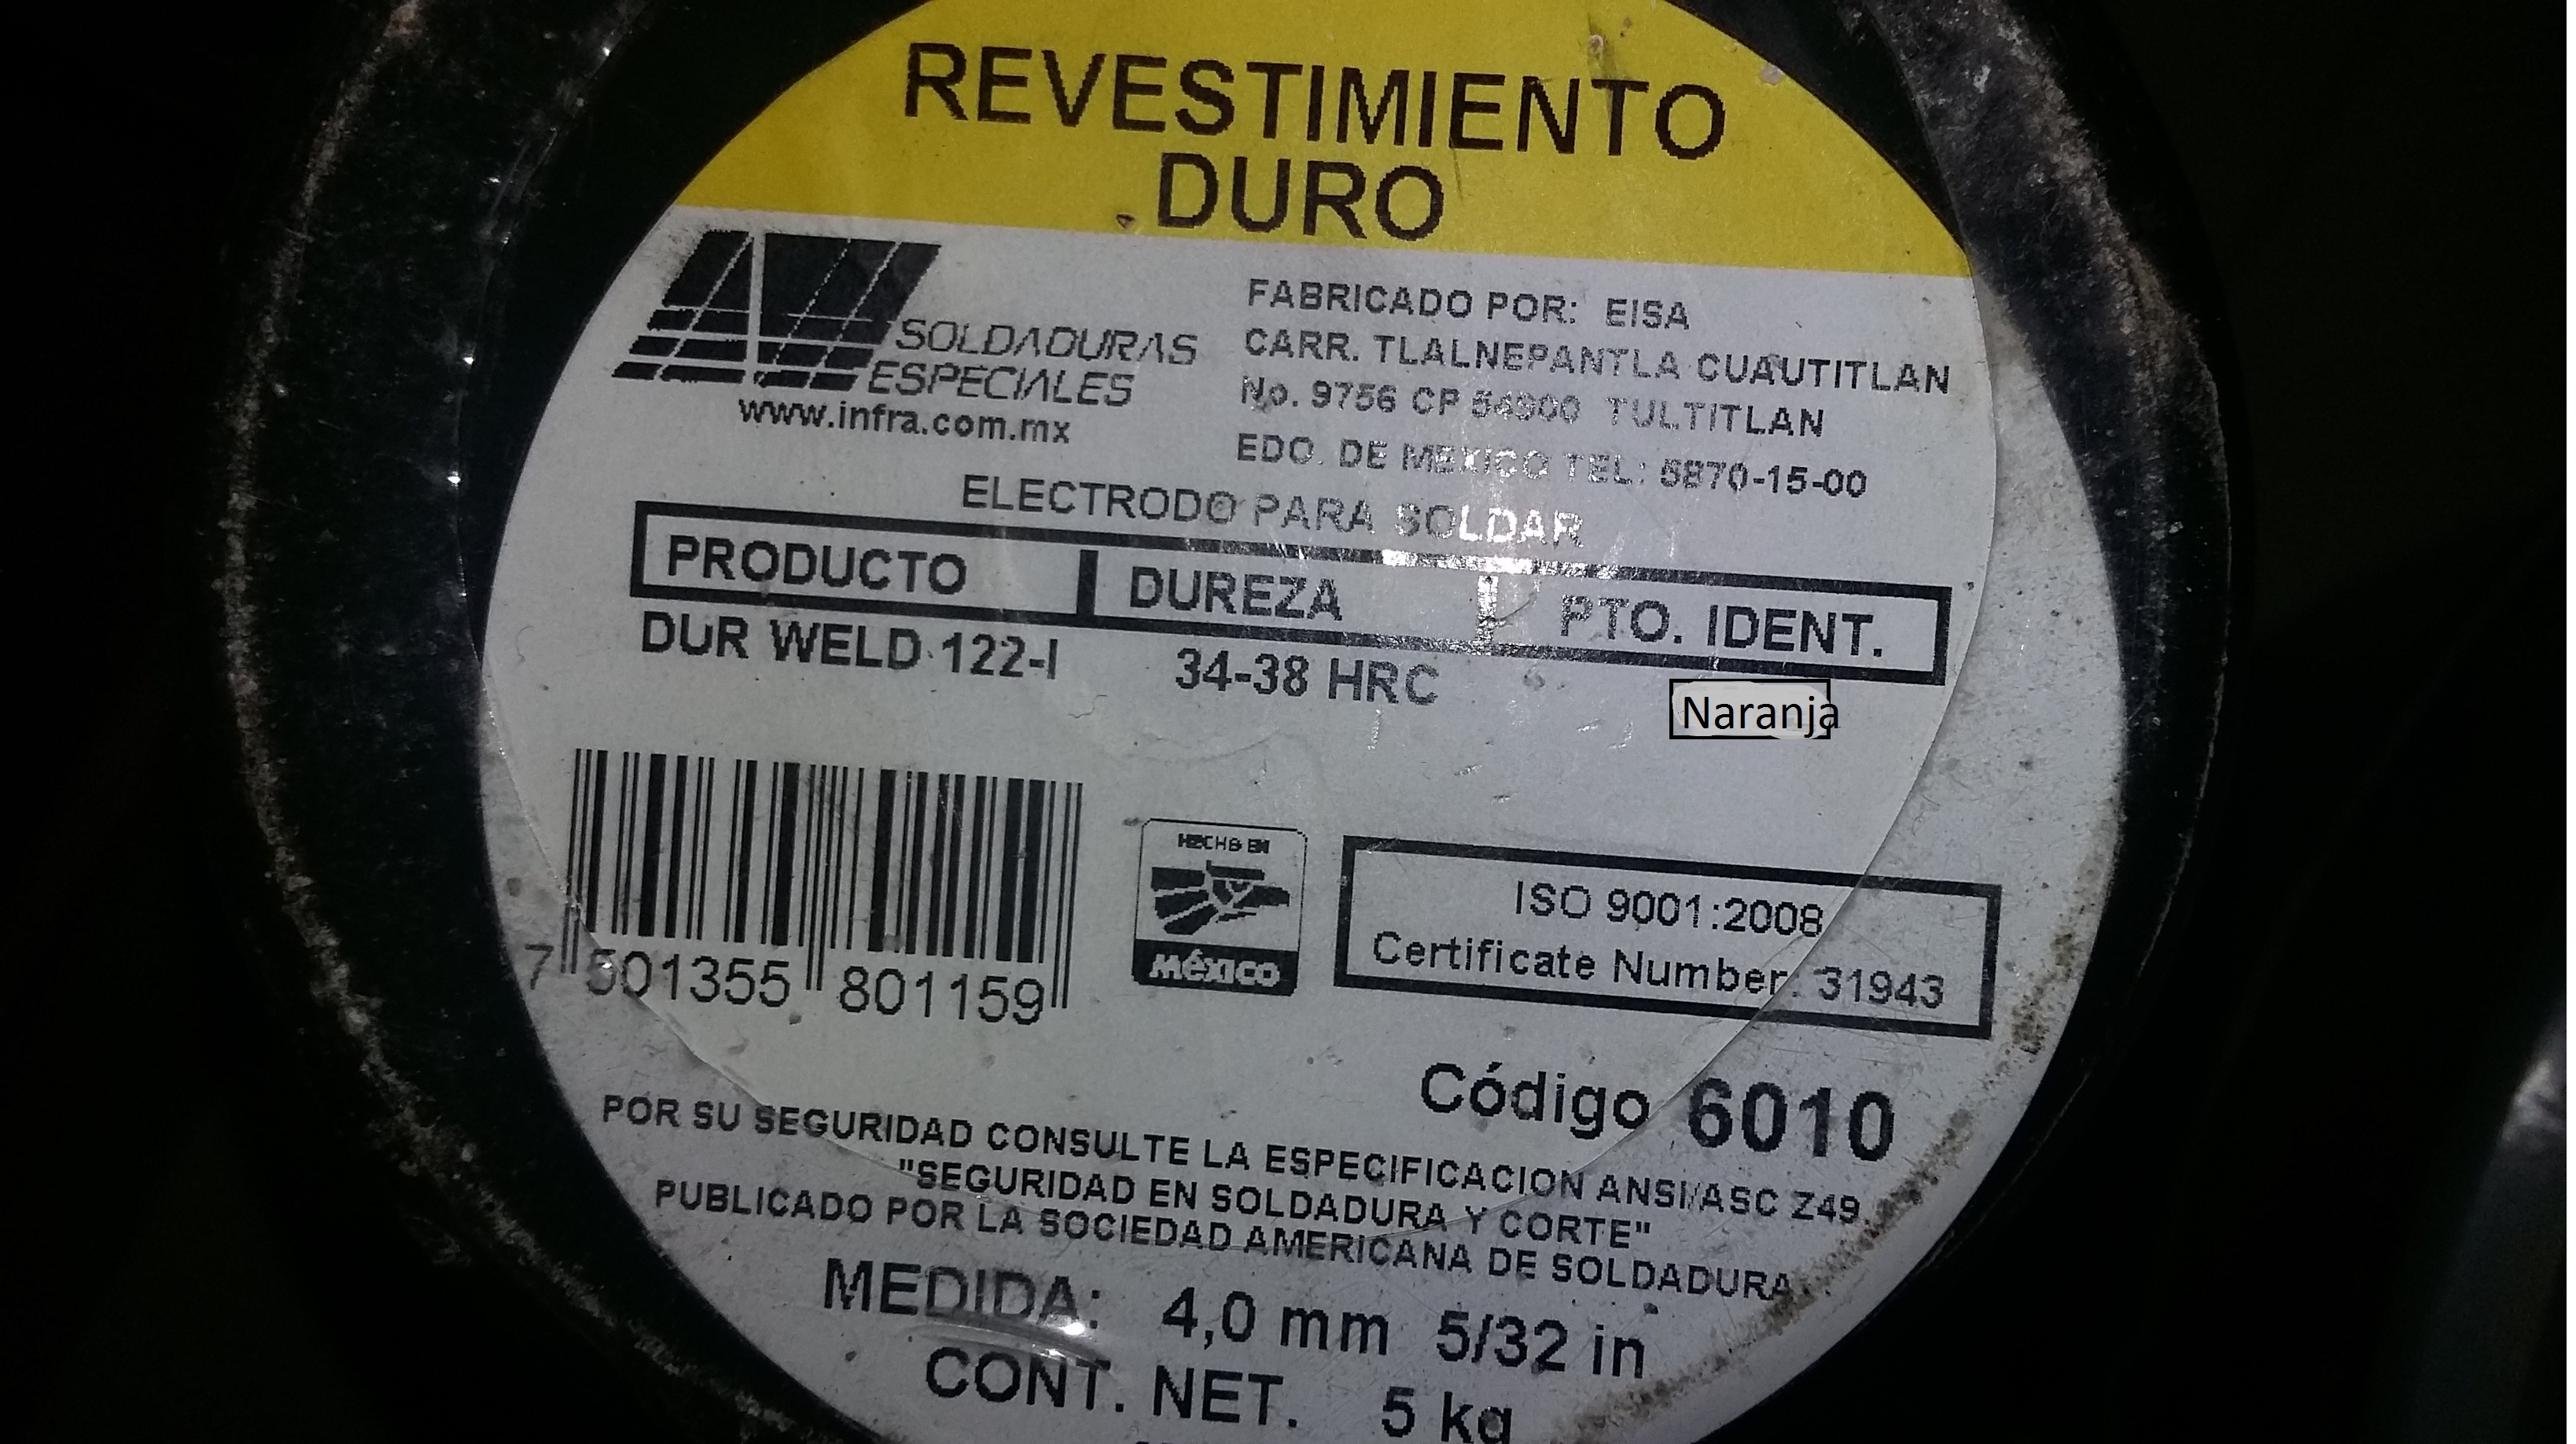 REVESTIMIENTO
DURO
SOLDADURAS
ESPECIALES
www.infra.com.mx
FABRICADO POR: EISA
CARR. TLALNEPANTLA CUAUTITLAN
No. 9756 CP 54900 TULTITLAN
EDO. DE MEXICO TEL: 5870-15-00
ELECTRODO PARA SOLDAR
PRODUCTO DUREZA PTO. IDENT.
DUR WELD 122-I 34-38 HRC Naranja
7 501355 801159
HECHO EN
MéXICO
ISO 9001:2008
Certificate Number: 31943
Código 6010
POR SU SEGURIDAD CONSULTE LA ESPECIFICACION ANSI/ASC Z49.
"SEGURIDAD EN SOLDADURA Y CORTE"
PUBLICADO POR LA SOCIEDAD AMERICANA DE SOLDADURA
MEDIDA: 4,0 mm 5/32 in
CONT. NET. 5 kg